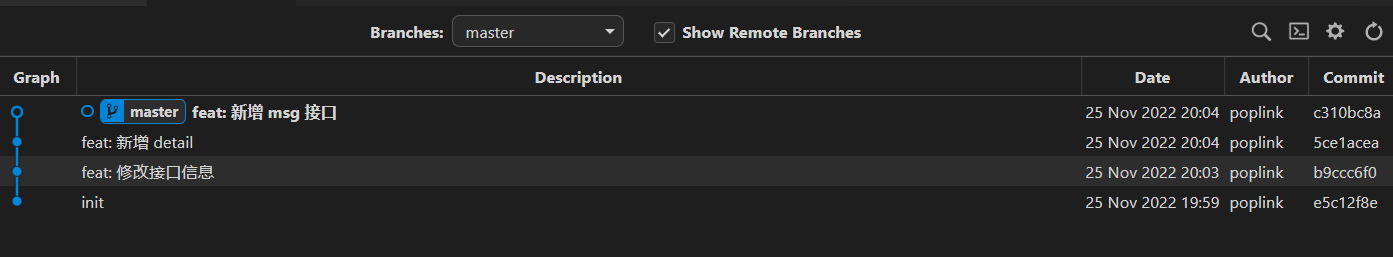 Branches: master Show Remote Branches
Graph Description Date Author Commit
master feat: 新增 msg 接口 25 Nov 2022 20:04 poplink c310bc8a
feat: 新增 detail 25 Nov 2022 20:04 poplink 5ce1acea
feat: 修改接口信息 25 Nov 2022 20:03 poplink b9ccc6f0
init 25 Nov 2022 19:59 poplink e5c12f8e